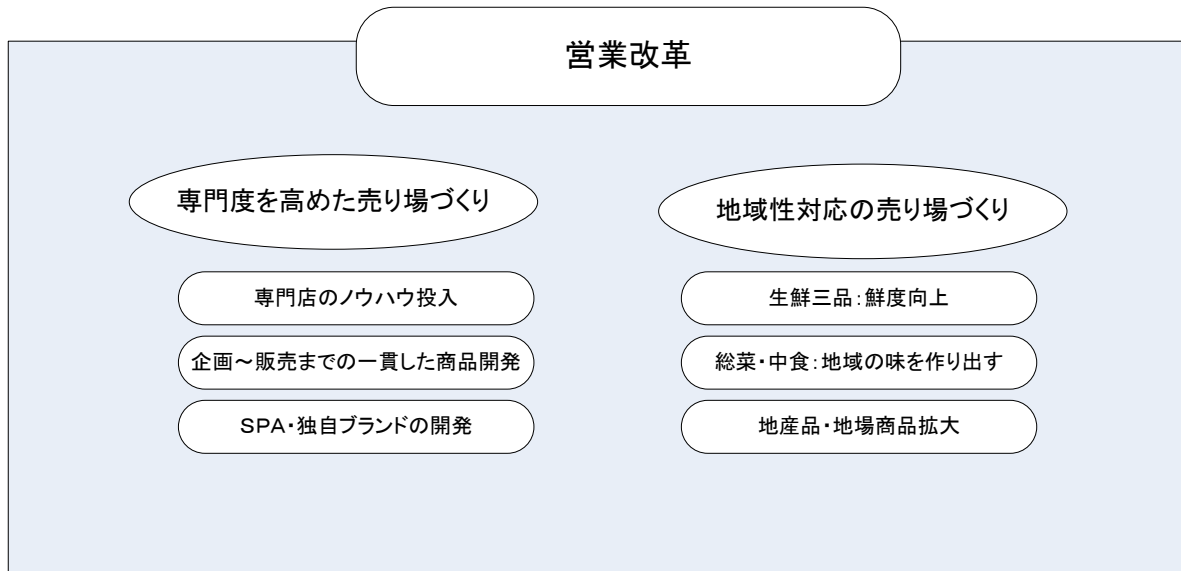 営業改革
専門度を高めた売り場づくり
専門店のノウハウ投入
企画～販売までの一貫した商品開発
SPA・独自ブランドの開発
地域性対応の売り場づくり
生鮮三品：鮮度向上
総菜・中食：地域の味を作り出す
地産品・地場商品拡大